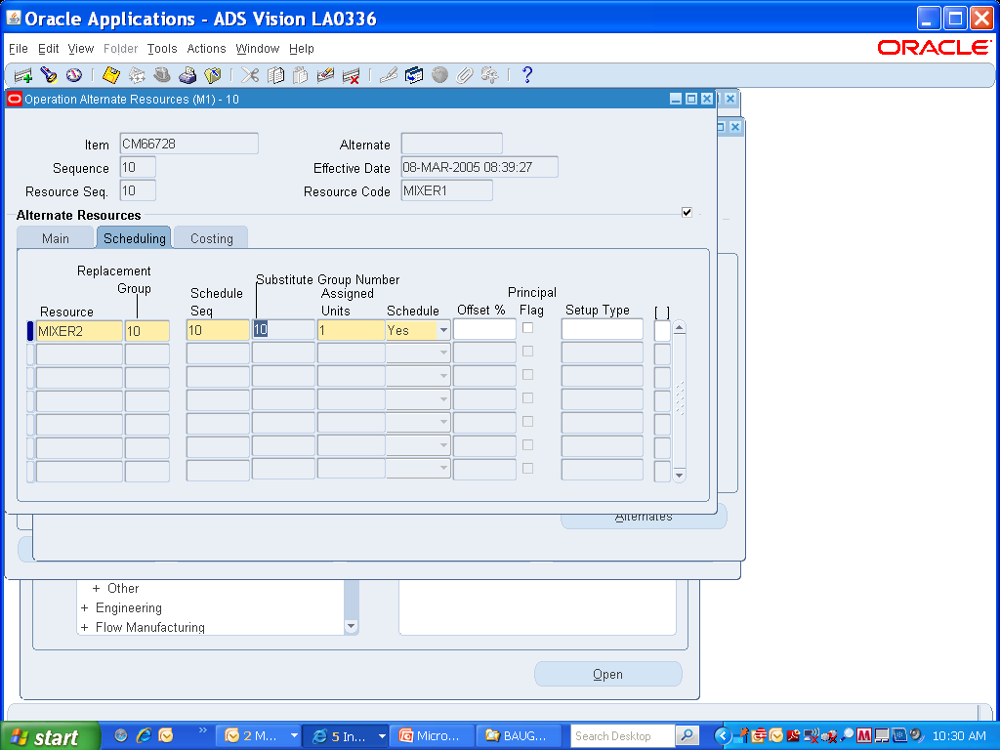 Oracle Applications - ADS Vision LA0336
File Edit View Folder Tools Actions Window Help
ORACLE
Operation Alternate Resources (M1) - 10
Item CM66728 Alternate
Sequence 10 Effective Date 08-MAR-2005 08:39:27
Resource Seq. 10 Resource Code MIXER1
Alternate Resources
Main Scheduling Costing
Replacement
Group
Substitute Group Number
Resource
Schedule
Seq
Assigned
Units
Schedule
Offset %
Principal
Flag
Setup Type
[ ]
MIXER2 10 10 10 1 Yes
Alternates
+ Other
+ Engineering
+ Flow Manufacturing
Open
start
»
2 M...
5 In...
Micro...
BAUG...
Search Desktop
10:30 AM